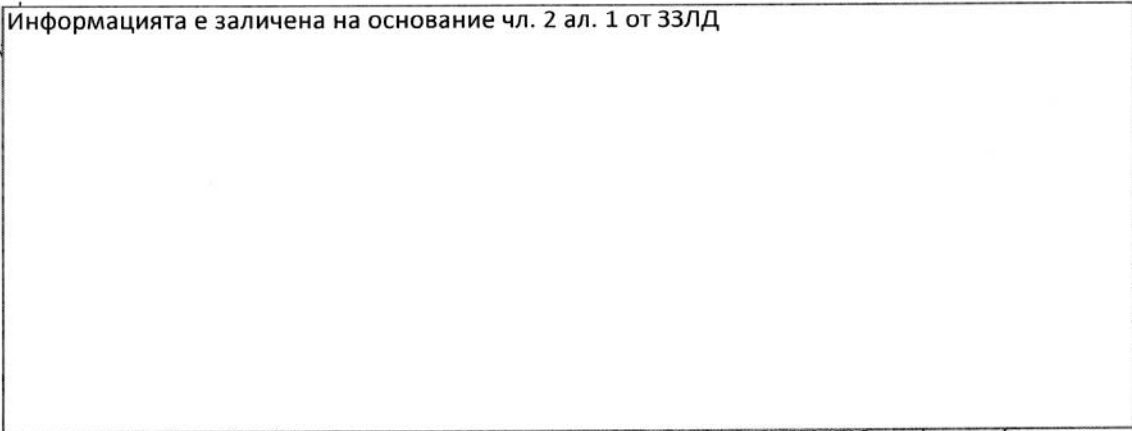 Информацията е заличена на основание чл. 2 ал. 1 от ЗЗЛД